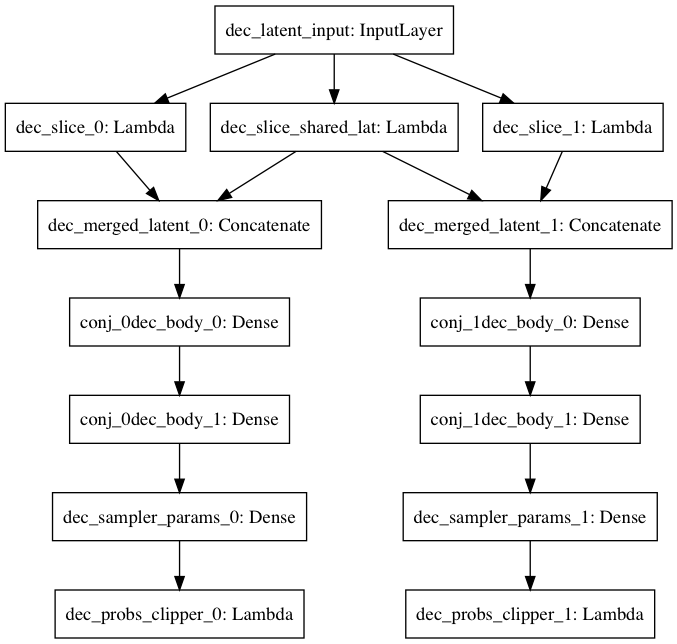 dec_latent_input: InputLayer
dec_slice_0: Lambda
dec_slice_shared_lat: Lambda
dec_slice_1: Lambda
dec_merged_latent_0: Concatenate
dec_merged_latent_1: Concatenate
conj_0dec_body_0: Dense
conj_1dec_body_0: Dense
conj_0dec_body_1: Dense
conj_1dec_body_1: Dense
dec_sampler_params_0: Dense
dec_sampler_params_1: Dense
dec_probs_clipper_0: Lambda
dec_probs_clipper_1: Lambda